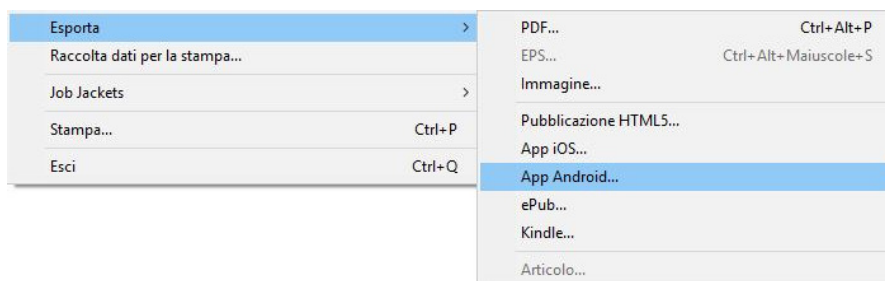 Esporta >
Raccolta dati per la stampa...
Job Jackets >
Stampa... Ctrl+P
Esci Ctrl+Q
PDF... Ctrl+Alt+P
EPS... Ctrl+Alt+Maiuscole+S
Immagine...
Pubblicazione HTML5...
App iOS...
App Android...
ePub...
Kindle...
Articolo...